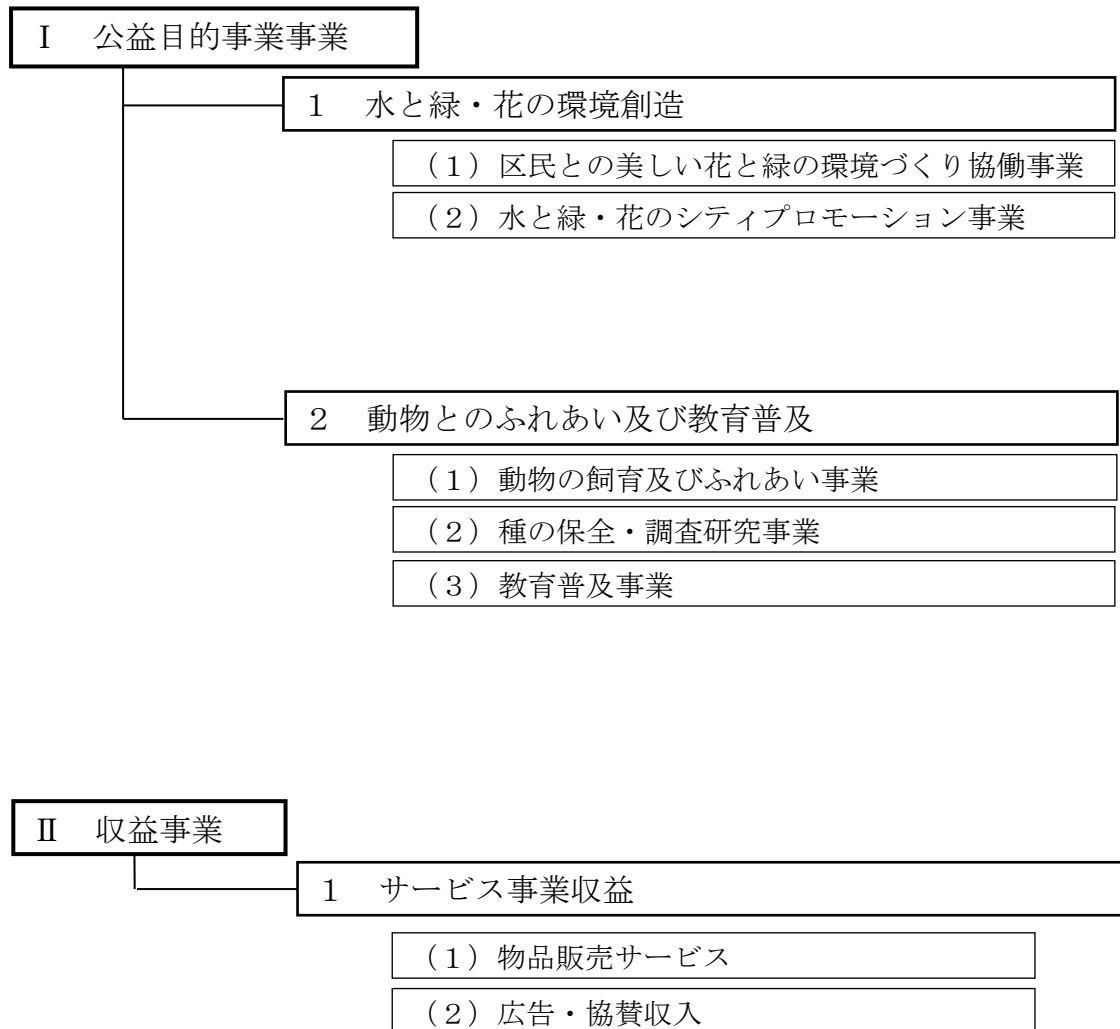 Ⅰ　公益目的事業事業
１　水と緑・花の環境創造
（１）区民との美しい花と緑の環境づくり協働事業
（２）水と緑・花のシティプロモーション事業
２　動物とのふれあい及び教育普及
（１）動物の飼育及びふれあい事業
（２）種の保全・調査研究事業
（３）教育普及事業
Ⅱ　収益事業
１　サービス事業収益
（１）物品販売サービス
（２）広告・協賛収入